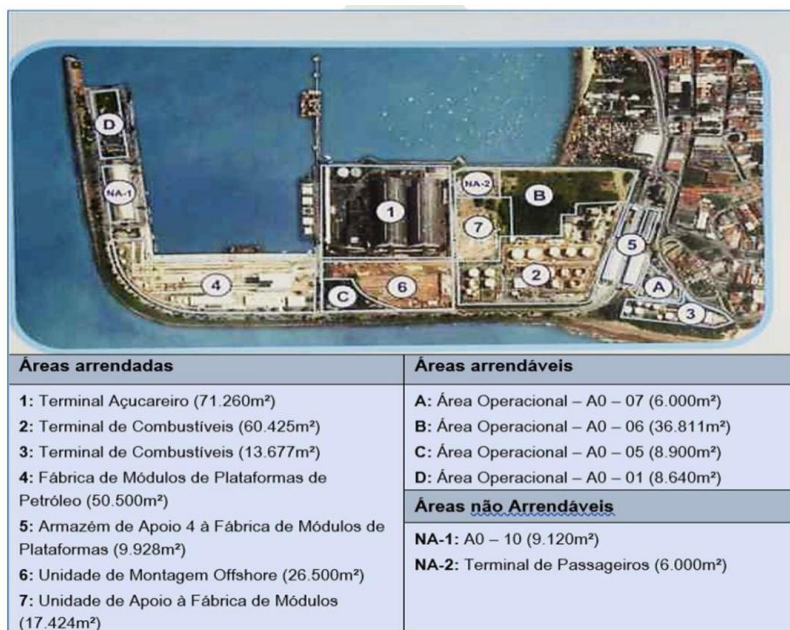 D
NA-1
1
NA-2
B
7
5
4
C
6
2
A
3
Áreas arrendadas
1: Terminal Açucareiro (71.260m²)
2: Terminal de Combustíveis (60.425m²)
3: Terminal de Combustíveis (13.677m²)
4: Fábrica de Módulos de Plataformas de
Petróleo (50.500m²)
5: Armazém de Apoio 4 à Fábrica de Módulos de
Plataformas (9.928m²)
6: Unidade de Montagem Offshore (26.500m²)
7: Unidade de Apoio à Fábrica de Módulos
(17.424m²)
Áreas arrendáveis
A: Área Operacional – A0 – 07 (6.000m²)
B: Área Operacional – A0 – 06 (36.811m²)
C: Área Operacional – A0 – 05 (8.900m²)
D: Área Operacional – A0 – 01 (8.640m²)
Áreas não Arrendáveis
NA-1: A0 – 10 (9.120m²)
NA-2: Terminal de Passageiros (6.000m²)